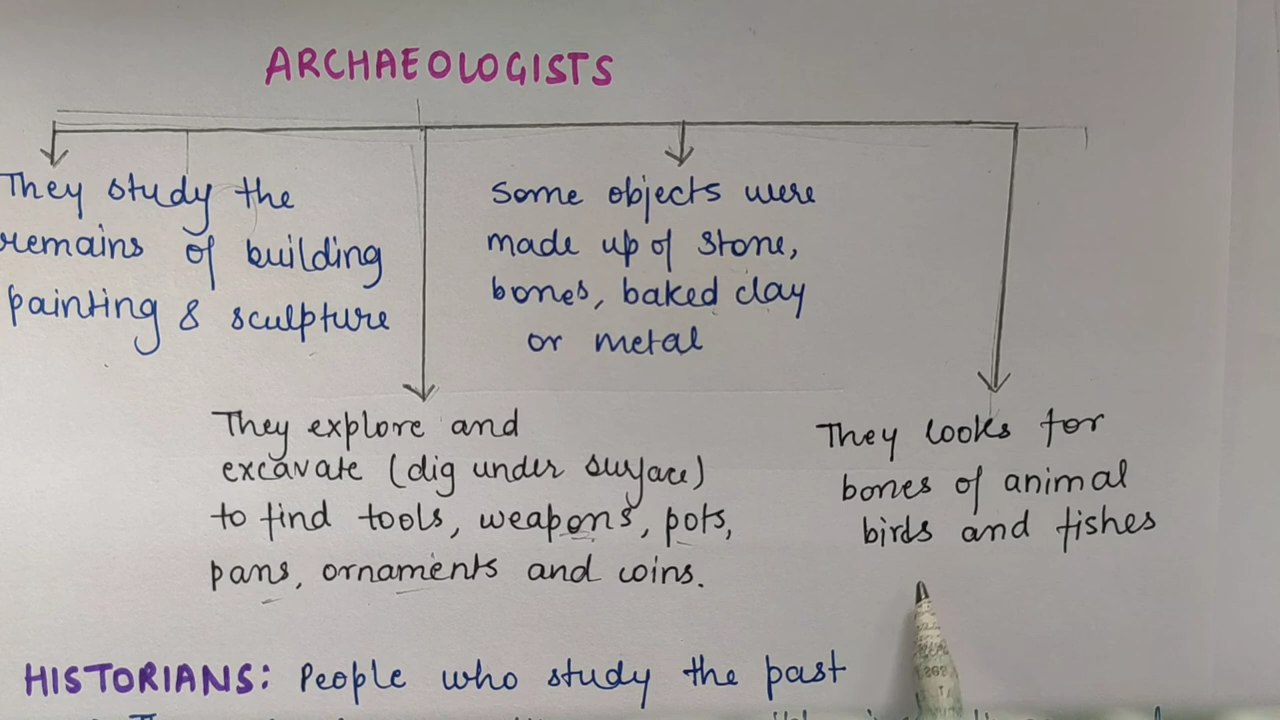 ARCHAEOLOGISTS
They study the
remains of building
painting & sculpture
Some objects were
made up of stone,
bones, baked clay
or metal
They explore and
excavate (dig under surface)
to find tools, weapons, pots,
pans, ornaments and coins.
They looks for
bones of animal
birds and fishes
HISTORIANS: People who study the past